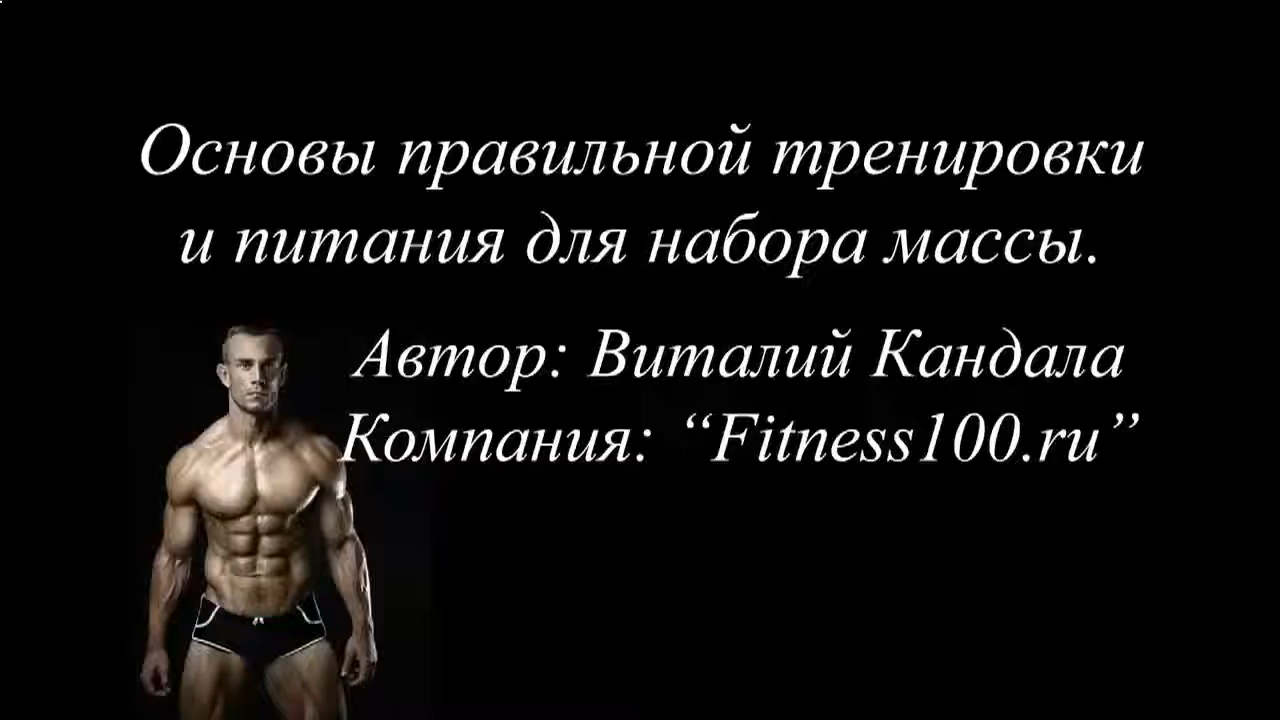 Основы правильной тренировки
и питания для набора массы.
Автор: Виталий Кандала
Компания: “Fitness100.ru”